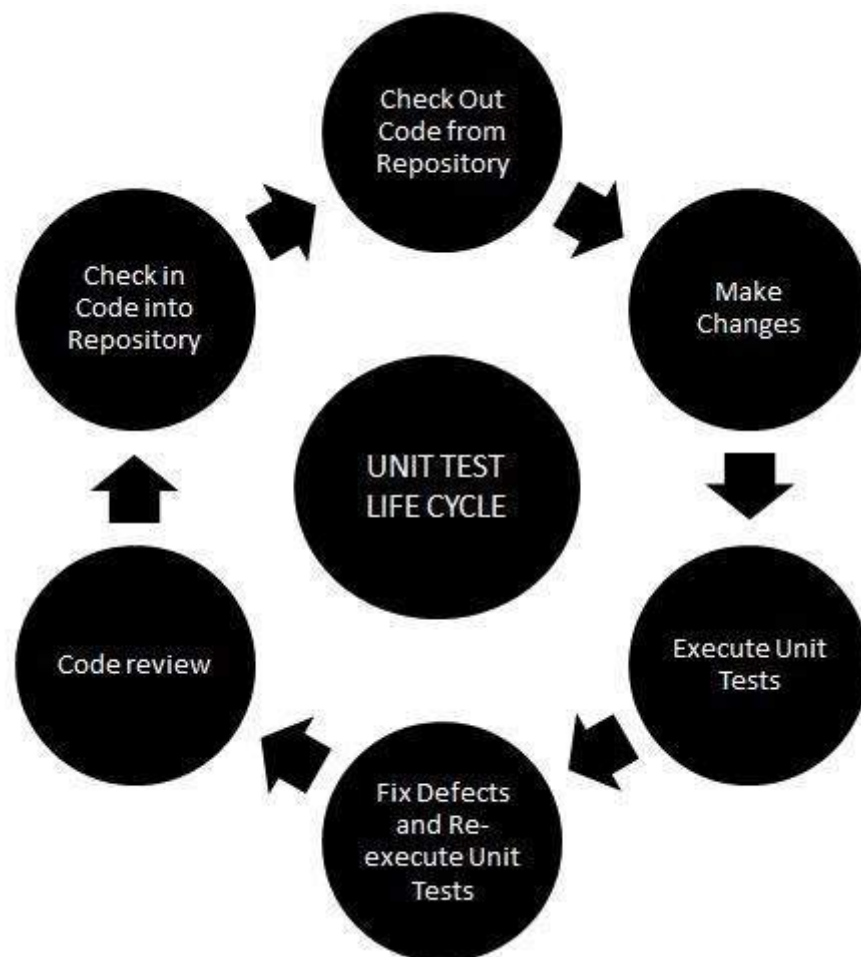 Check Out
Code from
Repository
Make
Changes
Execute Unit
Tests
Fix Defects
and Re-
execute Unit
Tests
Code review
Check in
Code into
Repository
UNIT TEST
LIFE CYCLE